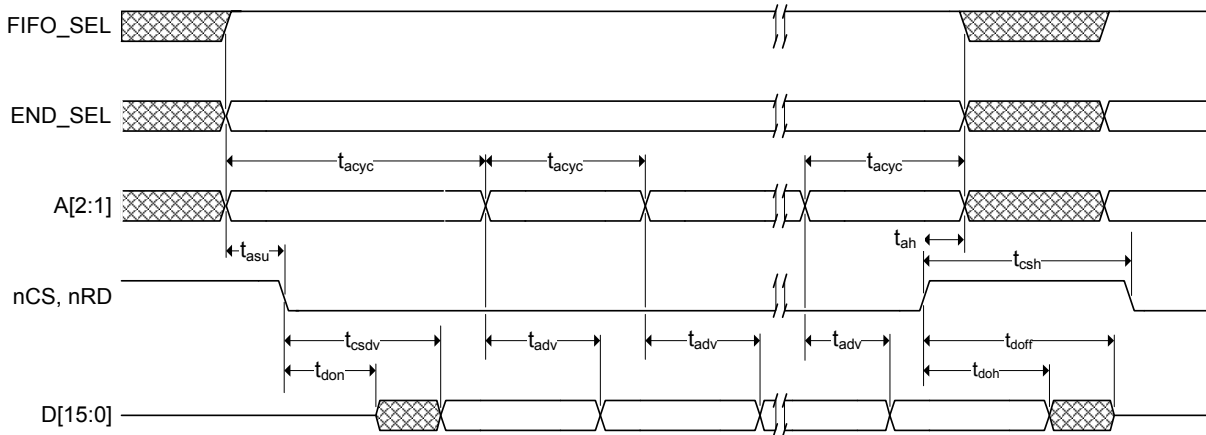 FIFO_SEL
END_SEL
tacyc tacyc tacyc
A[2:1]
tasu tah tcsh
nCS, nRD
tcsdv tadv tadv tadv tdoff
tdon tdoh
D[15:0]